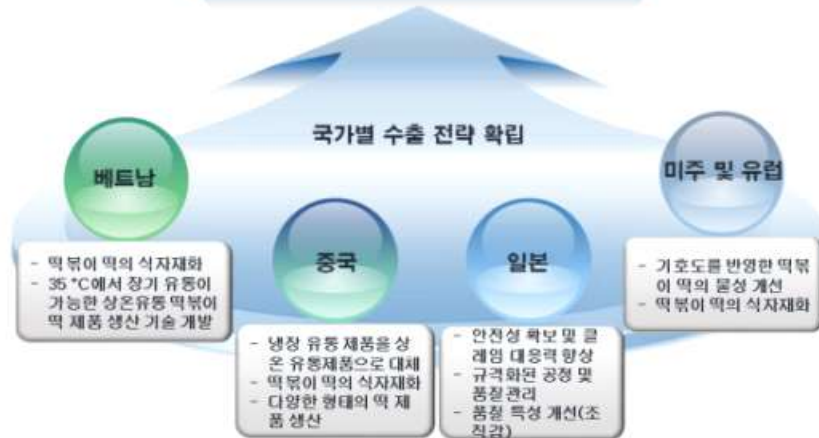 국가별 수출 전략 확립
베트남
- 떡볶이 떡의 식자재화
- 35 °C에서 장기 유통이
가능한 상온유통 떡볶이
떡 제품 생산 기술 개발
중국
- 냉장 유통 제품을 상
온 유통제품으로 대체
- 떡볶이 떡의 식자재화
- 다양한 형태의 떡 제
품 생산
일본
- 안전성 확보 및 클
레임 대응력 향상
- 규격화된 공정 및
품질관리
- 품질 특성 개선(조
직감)
미주 및 유럽
- 기호도를 반영한 떡볶
이 떡의 물성 개선
- 떡볶이 떡의 식자재화